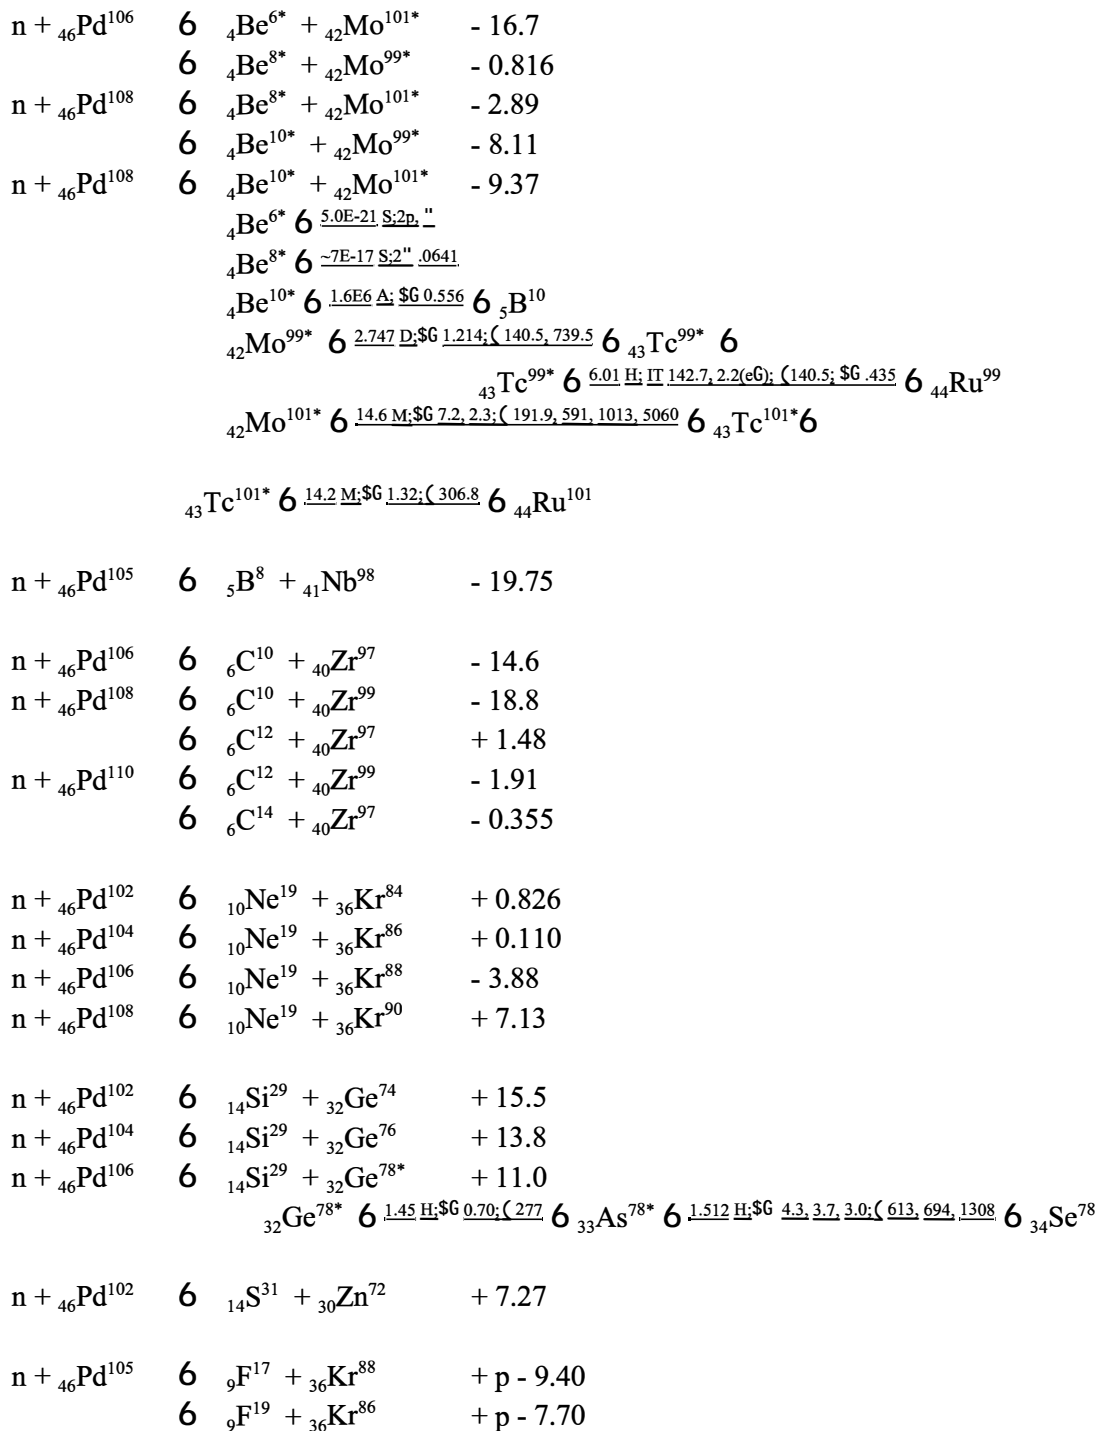 n + ₄₆Pd¹⁰⁶ 6 ₄Be⁶* + ₄₂Mo¹⁰¹* - 16.7
6 ₄Be⁸* + ₄₂Mo⁹⁹* - 0.816
n + ₄₆Pd¹⁰⁸ 6 ₄Be⁸* + ₄₂Mo¹⁰¹* - 2.89
6 ₄Be¹⁰* + ₄₂Mo⁹⁹* - 8.11
n + ₄₆Pd¹⁰⁸ 6 ₄Be¹⁰* + ₄₂Mo¹⁰¹* - 9.37
₄Be⁶* 6 5.0E-21 S;2p, "
₄Be⁸* 6 ~7E-17 S;2" .0641
₄Be¹⁰* 6 1.6E6 A; $G 0.556 6 ₅B¹⁰
₄₂Mo⁹⁹* 6 2.747 D;$G 1.214;( 140.5, 739.5 6 ₄₃Tc⁹⁹* 6
₄₃Tc⁹⁹* 6 6.01 H; IT 142.7, 2.2(eG); (140.5; $G .435 6 ₄₄Ru⁹⁹
₄₂Mo¹⁰¹* 6 14.6 M;$G 7.2, 2.3;( 191.9, 591, 1013, 5060 6 ₄₃Tc¹⁰¹*6
₄₃Tc¹⁰¹* 6 14.2 M;$G 1.32;( 306.8 6 ₄₄Ru¹⁰¹
n + ₄₆Pd¹⁰⁵ 6 ₅B⁸ + ₄₁Nb⁹⁸ - 19.75
n + ₄₆Pd¹⁰⁶ 6 ₆C¹⁰ + ₄₀Zr⁹⁷ - 14.6
n + ₄₆Pd¹⁰⁸ 6 ₆C¹⁰ + ₄₀Zr⁹⁹ - 18.8
6 ₆C¹² + ₄₀Zr⁹⁷ + 1.48
n + ₄₆Pd¹¹⁰ 6 ₆C¹² + ₄₀Zr⁹⁹ - 1.91
6 ₆C¹⁴ + ₄₀Zr⁹⁷ - 0.355
n + ₄₆Pd¹⁰² 6 ₁₀Ne¹⁹ + ₃₆Kr⁸⁴ + 0.826
n + ₄₆Pd¹⁰⁴ 6 ₁₀Ne¹⁹ + ₃₆Kr⁸⁶ + 0.110
n + ₄₆Pd¹⁰⁶ 6 ₁₀Ne¹⁹ + ₃₆Kr⁸⁸ - 3.88
n + ₄₆Pd¹⁰⁸ 6 ₁₀Ne¹⁹ + ₃₆Kr⁹⁰ + 7.13
n + ₄₆Pd¹⁰² 6 ₁₄Si²⁹ + ₃₂Ge⁷⁴ + 15.5
n + ₄₆Pd¹⁰⁴ 6 ₁₄Si²⁹ + ₃₂Ge⁷⁶ + 13.8
n + ₄₆Pd¹⁰⁶ 6 ₁₄Si²⁹ + ₃₂Ge⁷⁸* + 11.0
₃₂Ge⁷⁸* 6 1.45 H;$G 0.70;( 277 6 ₃₃As⁷⁸* 6 1.512 H;$G 4.3, 3.7, 3.0;( 613, 694, 1308 6 ₃₄Se⁷⁸
n + ₄₆Pd¹⁰² 6 ₁₄S³¹ + ₃₀Zn⁷² + 7.27
n + ₄₆Pd¹⁰⁵ 6 ₉F¹⁷ + ₃₆Kr⁸⁸ + p - 9.40
6 ₉F¹⁹ + ₃₆Kr⁸⁶ + p - 7.70